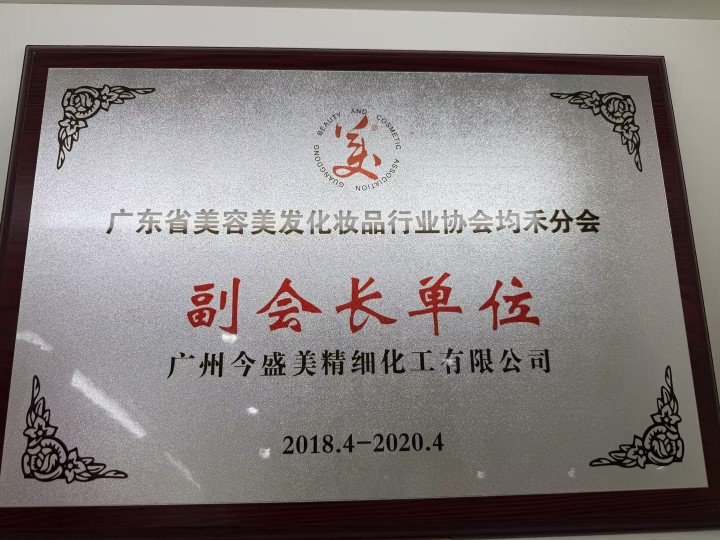 GUANGDONG BEAUTY AND COSMETIC ASSOCIATION
美®
广东省美容美发化妆品行业协会均禾分会
副会长单位
广州今盛美精细化工有限公司
2018.4-2020.4